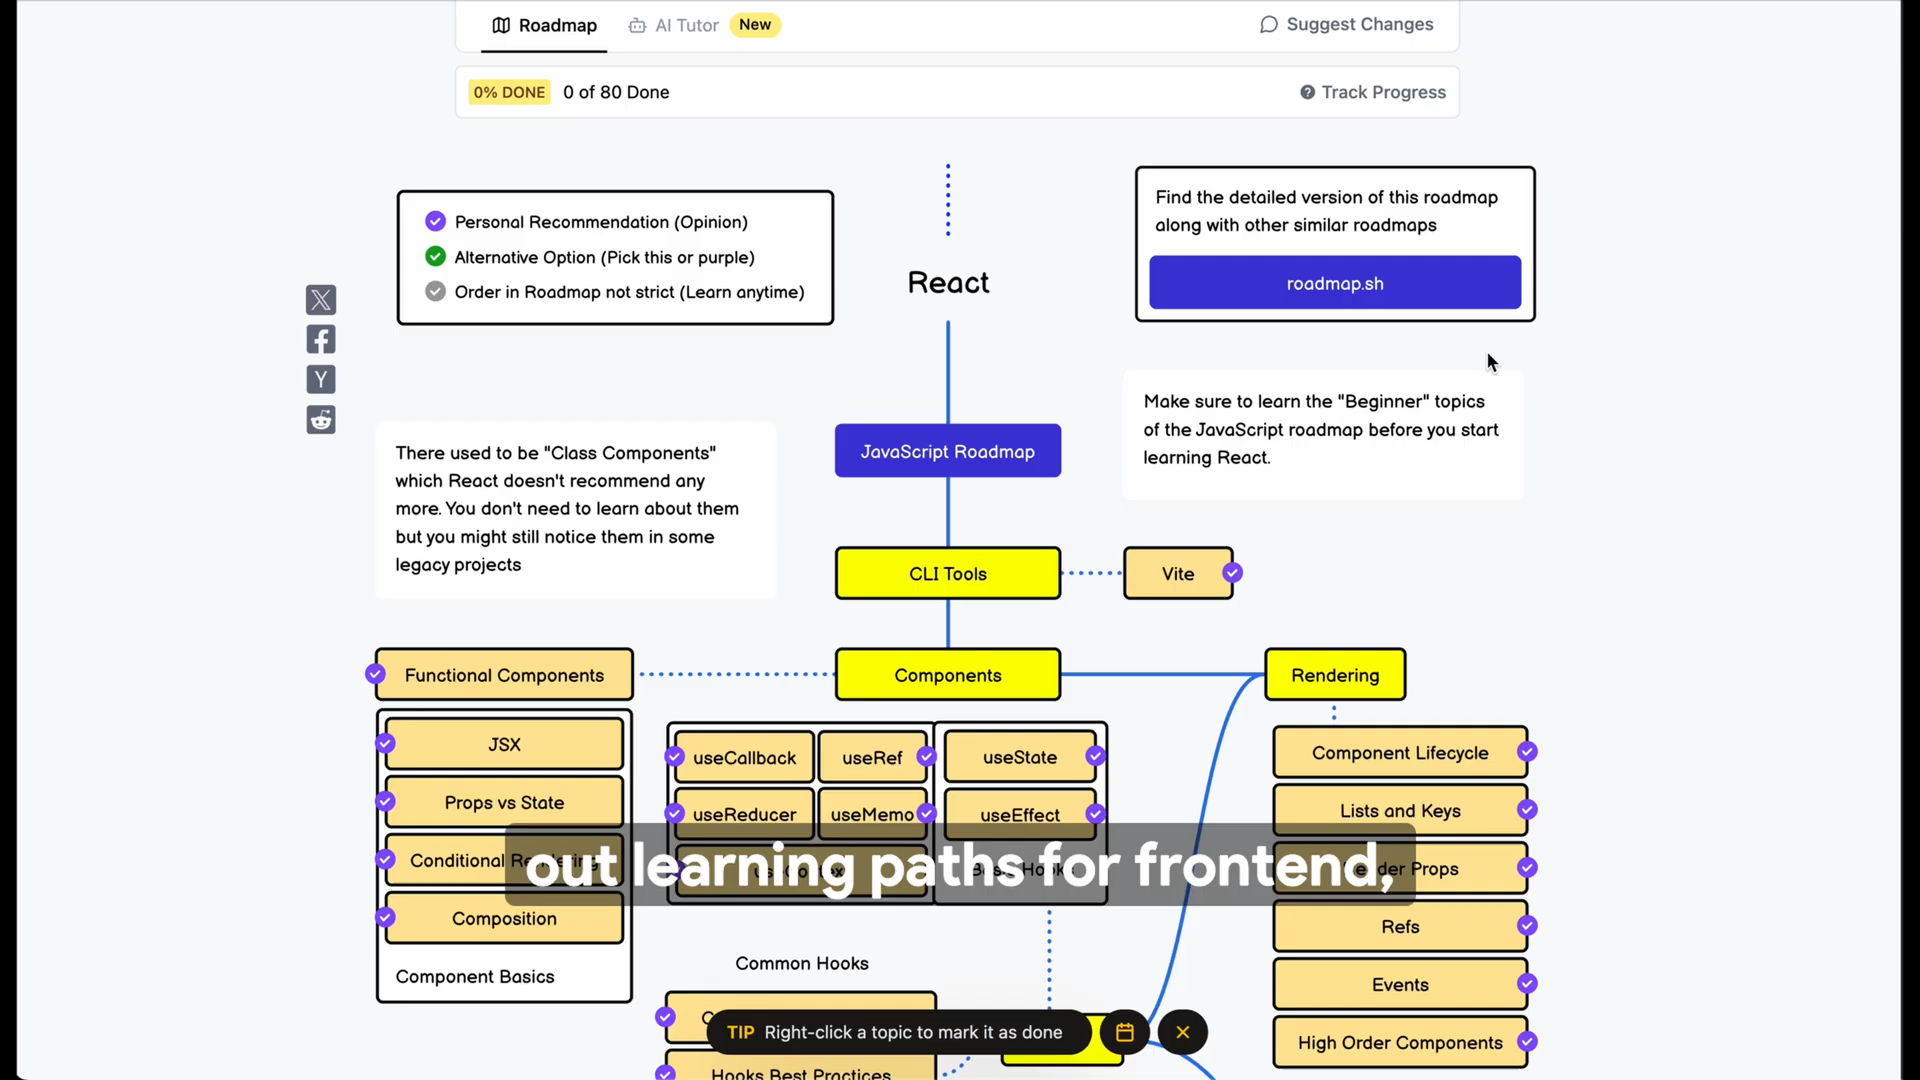 Roadmap
AI Tutor
New
Suggest Changes
0% DONE
0 of 80 Done
Track Progress
Personal Recommendation (Opinion)
Alternative Option (Pick this or purple)
Order in Roadmap not strict (Learn anytime)
React
Find the detailed version of this roadmap
along with other similar roadmaps
roadmap.sh
There used to be "Class Components"
which React doesn't recommend any
more. You don't need to learn about them
but you might still notice them in some
legacy projects
JavaScript Roadmap
Make sure to learn the "Beginner" topics
of the JavaScript roadmap before you start
learning React.
CLI Tools
Vite
Functional Components
Components
Rendering
JSX
Props vs State
Conditional Rendering
Composition
Component Basics
useCallback
useRef
useState
useReducer
useMemo
useEffect
useContext
Basic Hooks
Common Hooks
Component Lifecycle
Lists and Keys
Render Props
Refs
Events
High Order Components
out learning paths for frontend,
TIP Right-click a topic to mark it as done
Hooks Best Practices